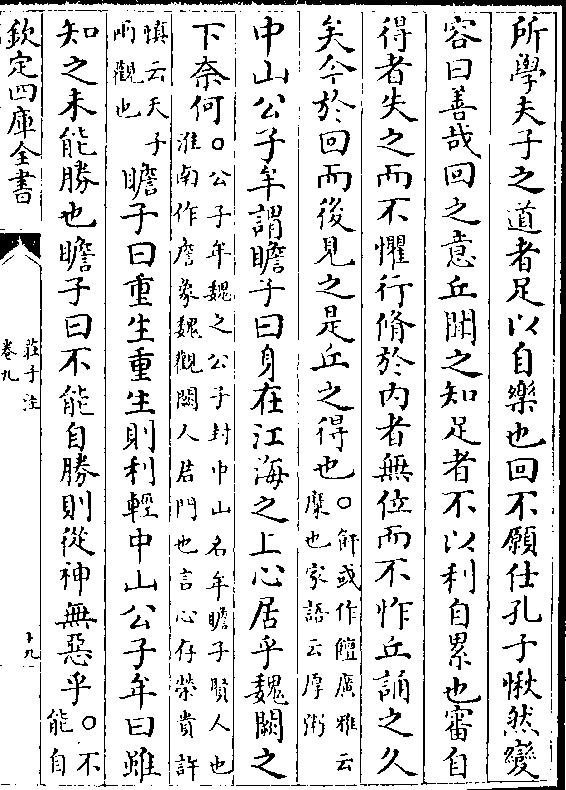 所學夫子之道者足以自樂也回不願仕孔子愀然變
容曰善哉回之意丘聞之知足者不以利自累也審自
得者失之而不懼行脩於内者無位而不怍丘誦之久
矣今於回而後見之是丘之得也○飦或作饘廣雅云
糜也家語云厚粥
中山公子牟謂瞻子曰身在江海之上心居乎魏闕之
下奈何○公子牟魏之公子封中山名牟瞻子賢人也
淮南作詹象魏觀闕人君門也言心存榮貴許
慎云天子
兩觀也
瞻子曰重生重生則利輕中山公子牟曰雖
知之未能勝也瞻子曰不能自勝則從神無惡乎○不
能自
欽定四庫全書
莊子注
卷九
十九